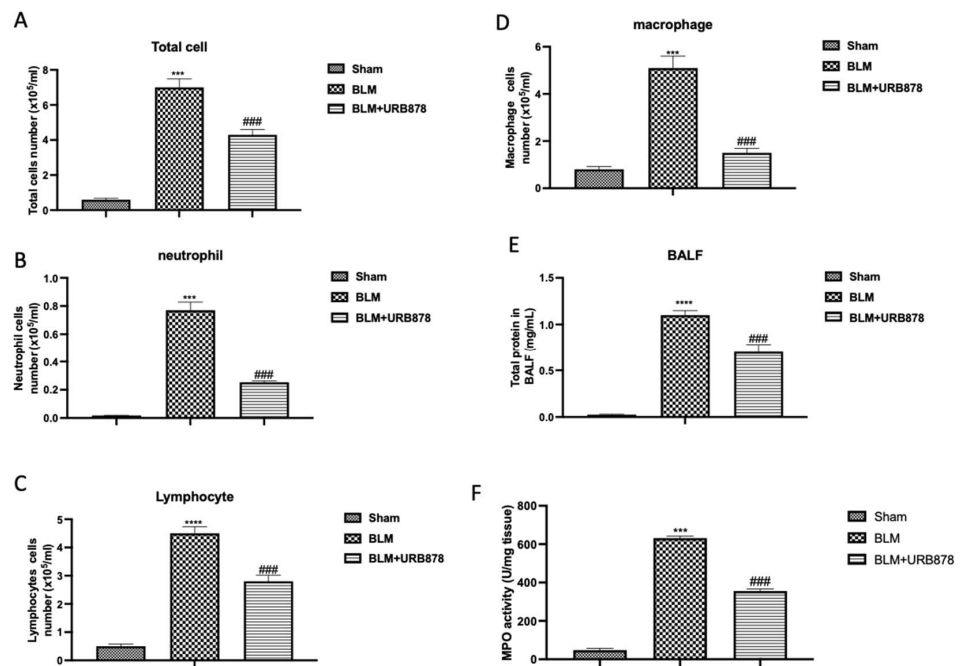 A
Total cell
Total cells number (x10⁵/ml)
8
6
4
2
0
***
###
Sham
BLM
BLM+URB878
D
macrophage
Macrophage cells
number (x10⁵/ml)
6
4
2
0
***
###
Sham
BLM
BLM+URB878
B
neutrophil
Neutrophil cells
number (x10⁵/ml)
1.0
0.8
0.6
0.4
0.2
0.0
***
###
Sham
BLM
BLM+URB878
E
BALF
Total protein in
BALF (mg/mL)
1.5
1.0
0.5
0.0
****
###
Sham
BLM
BLM+URB878
C
Lymphocyte
Lymphocytes cells
number (x10⁵/ml)
5
4
3
2
1
0
****
###
Sham
BLM
BLM+URB878
F
MPO activity (U/mg tissue)
800
600
400
200
0
***
###
Sham
BLM
BLM+URB878